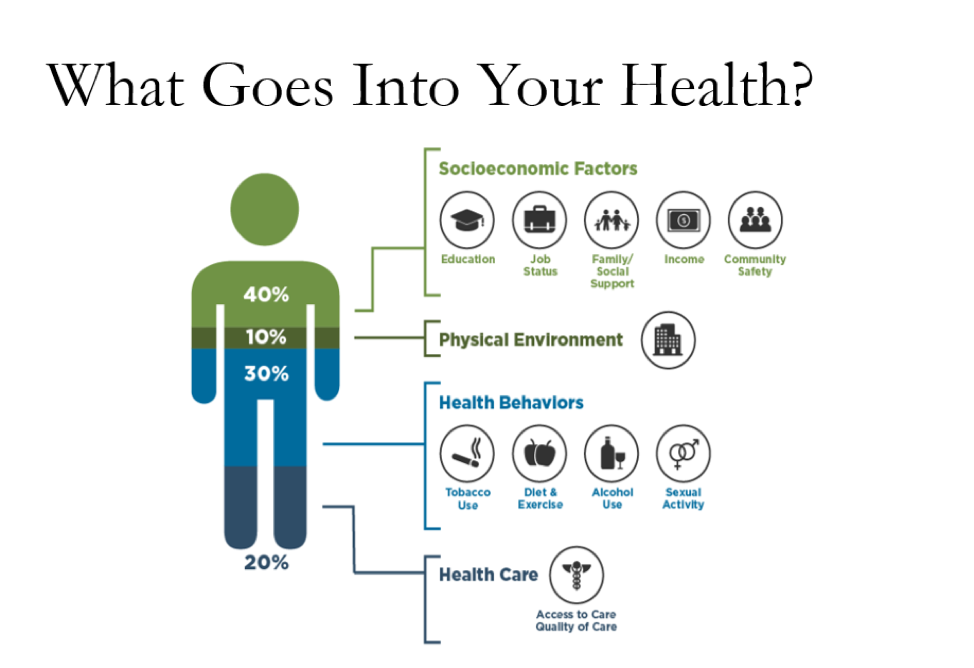 What Goes Into Your Health?
Socioeconomic Factors
Education
Job
Status
Family/
Social
Support
Income
Community
Safety
40%
10%
Physical Environment
30%
Health Behaviors
Tobacco
Use
Diet &
Exercise
Alcohol
Use
Sexual
Activity
20%
Health Care
Access to Care
Quality of Care